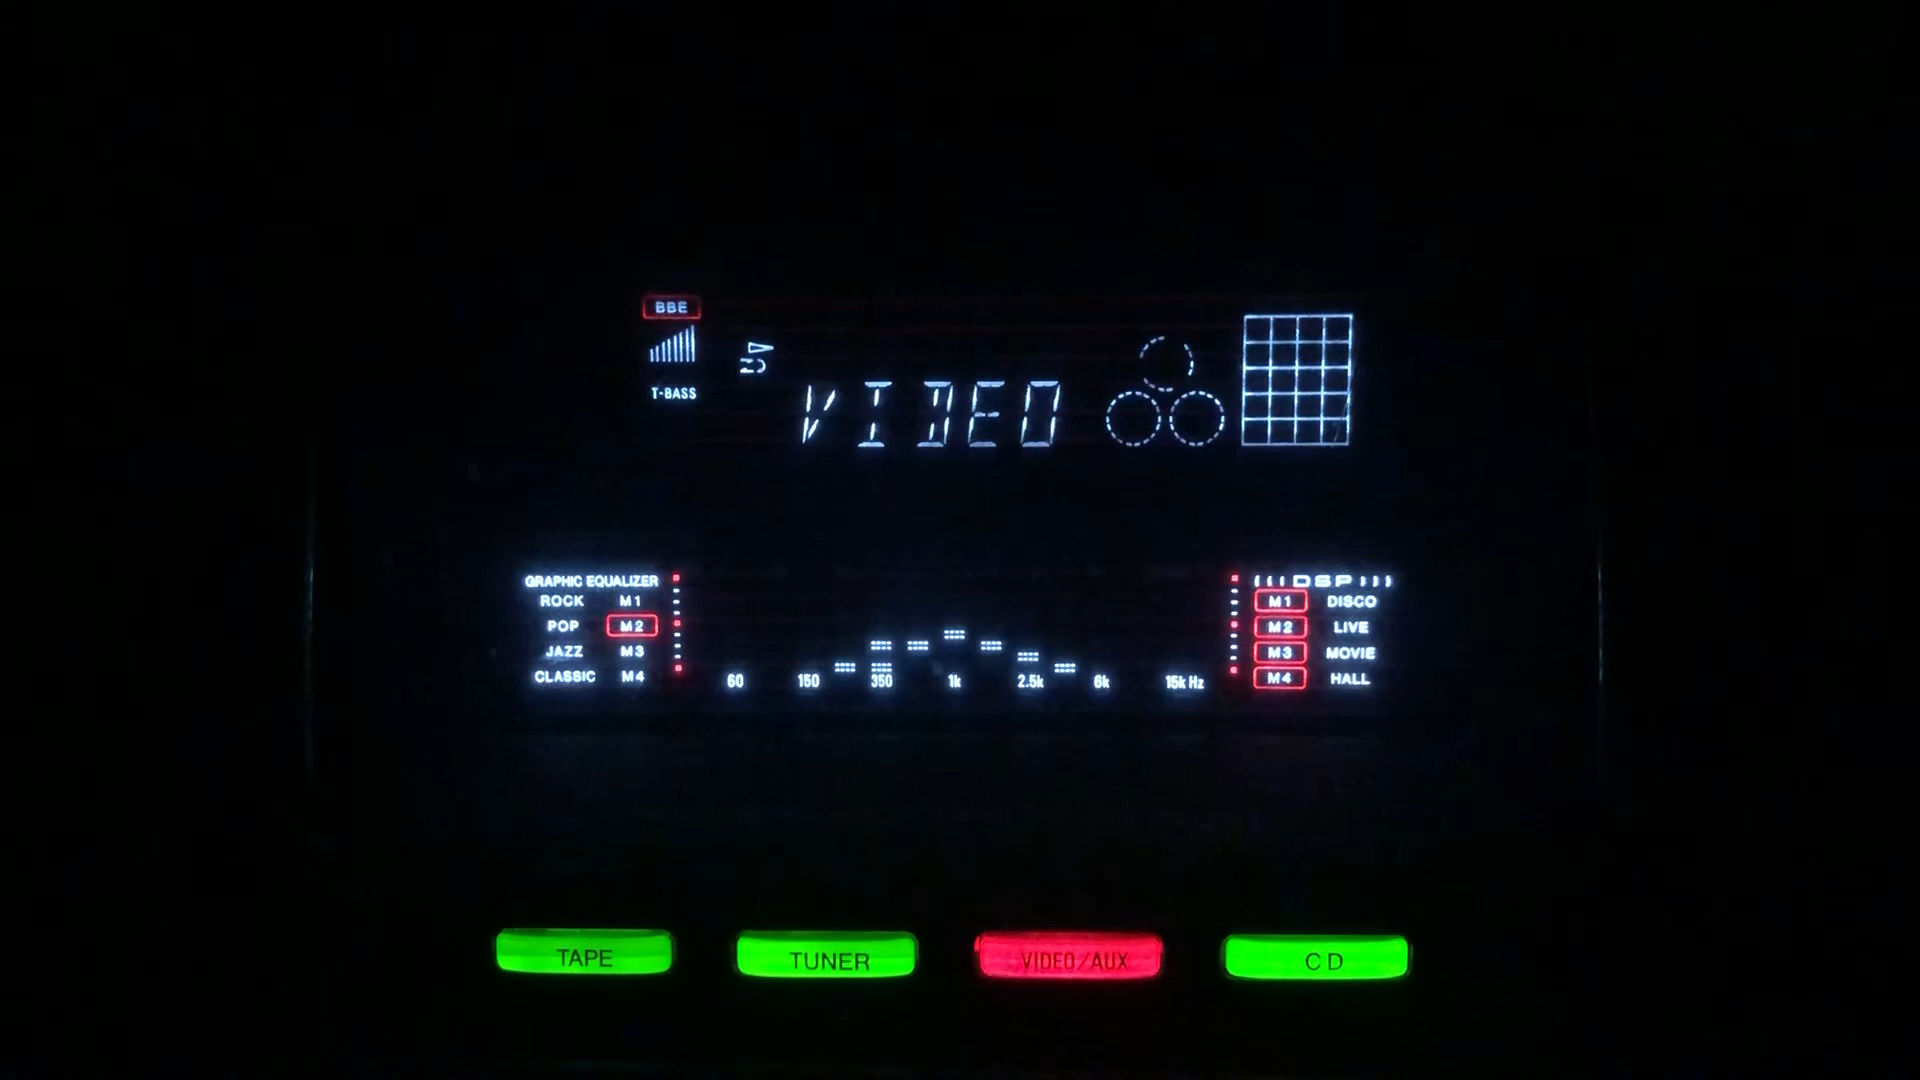 BBE
T-BASS
VIDEO
GRAPHIC EQUALIZER
ROCK M1
POP M2
JAZZ M3
CLASSIC M4
60 150 350 1k 2.5k 6k 15k Hz
DSP
M1 DISCO
M2 LIVE
M3 MOVIE
M4 HALL
TAPE TUNER VIDEO/AUX CD